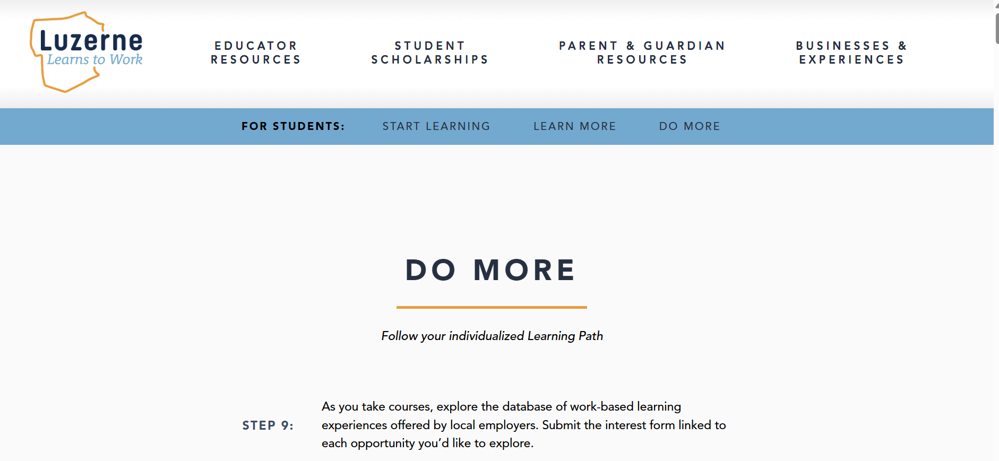 Luzerne
Learns to Work
EDUCATOR
RESOURCES
STUDENT
SCHOLARSHIPS
PARENT & GUARDIAN
RESOURCES
BUSINESSES &
EXPERIENCES
FOR STUDENTS: START LEARNING LEARN MORE DO MORE
DO MORE
Follow your individualized Learning Path
STEP 9:
As you take courses, explore the database of work-based learning
experiences offered by local employers. Submit the interest form linked to
each opportunity you’d like to explore.